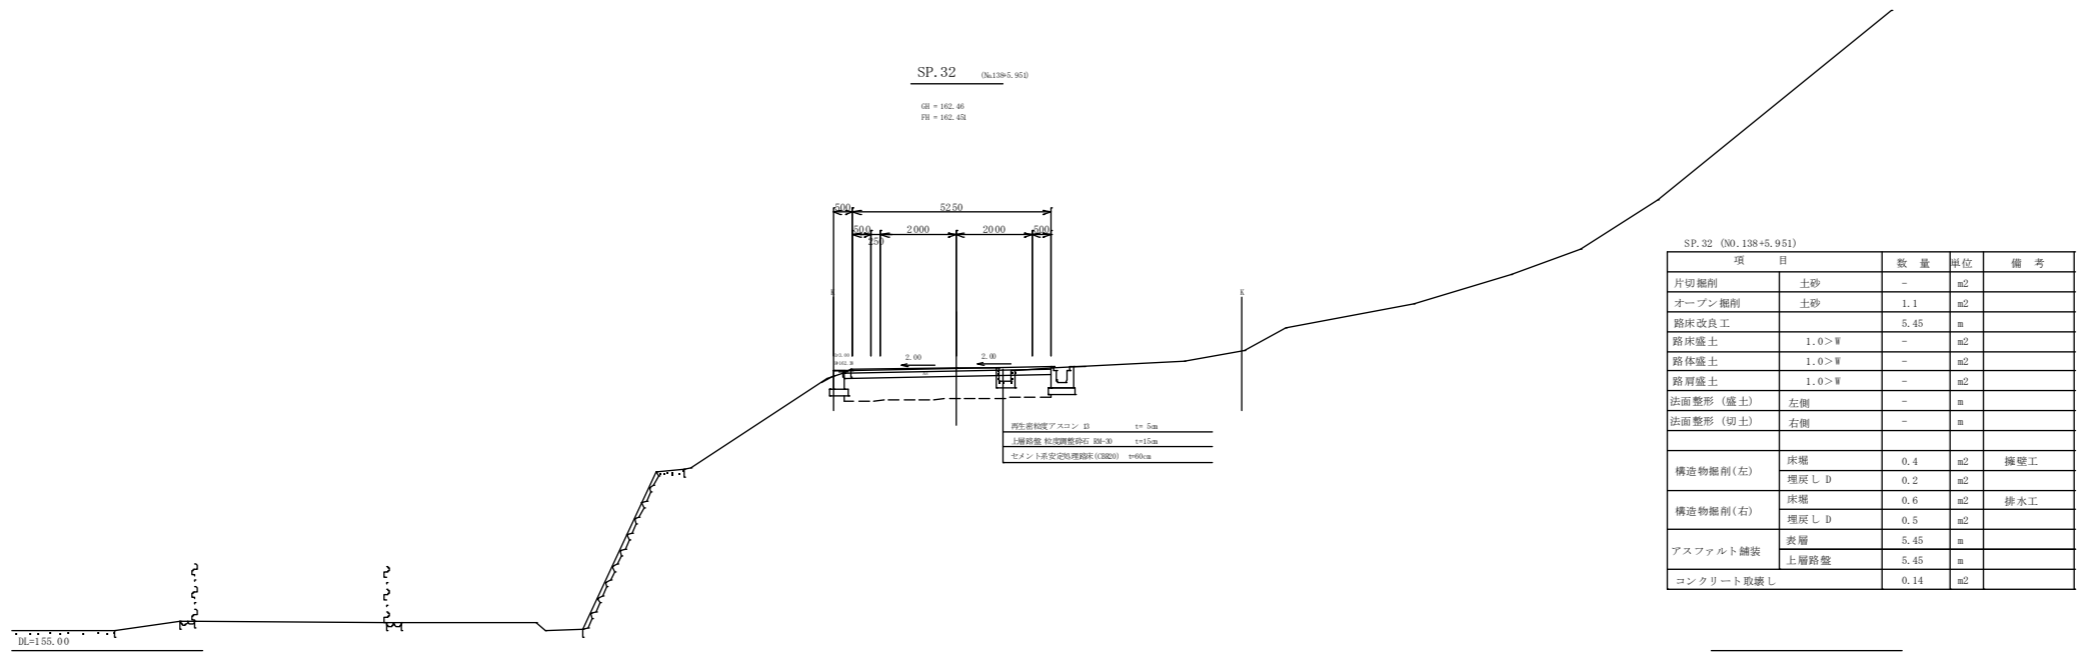 SP.32 (No.138+5.951)
GH = 162.46
FH = 162.451
500 5250
500 2000 2000 500
250
K K
2.00 2.00
再生密粒度アスコン 13 t= 5cm
上層路盤 粒度調整砕石 RM-30 t=15cm
セメント系安定処理路床(CBR20) t=60cm
DL=155.00
SP.32 (NO.138+5.951)
項 目 数 量 単位 備 考
片切掘削 土砂 - m2
オープン掘削 土砂 1.1 m2
路床改良工 5.45 m
路床盛土 1.0>W - m2
路体盛土 1.0>W - m2
路肩盛土 1.0>W - m2
法面整形 (盛土) 左側 - m
法面整形 (切土) 右側 - m
構造物掘削(左) 床堀 0.4 m2 擁壁工
埋戻し D 0.2 m2
構造物掘削(右) 床堀 0.6 m2 排水工
埋戻し D 0.5 m2
アスファルト舗装 表層 5.45 m
上層路盤 5.45 m
コンクリート取壊し 0.14 m2